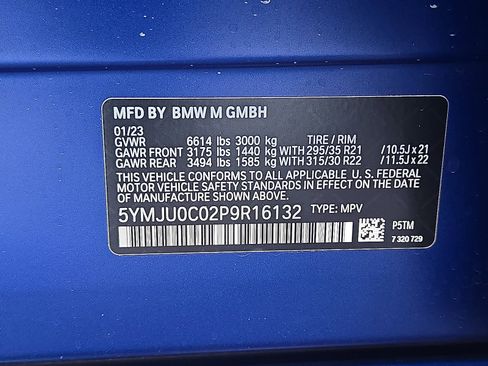 MFD BY BMW M GMBH
01/23
GVWR 6614 lbs 3000 kg TIRE / RIM
GAWR FRONT 3175 lbs 1440 kg WITH 295/35 R21 /10.5J x 21
GAWR REAR 3494 lbs 1585 kg WITH 315/30 R22 /11.5J x 22
THIS VEHICLE CONFORMS TO ALL APPLICABLE U. S. FEDERAL
MOTOR VEHICLE SAFETY STANDARDS IN EFFECT ON THE
DATE OF MANUFACTURE SHOWN ABOVE.
5YMJU0C02P9R16132 TYPE: MPV
P5TM
7 320 729